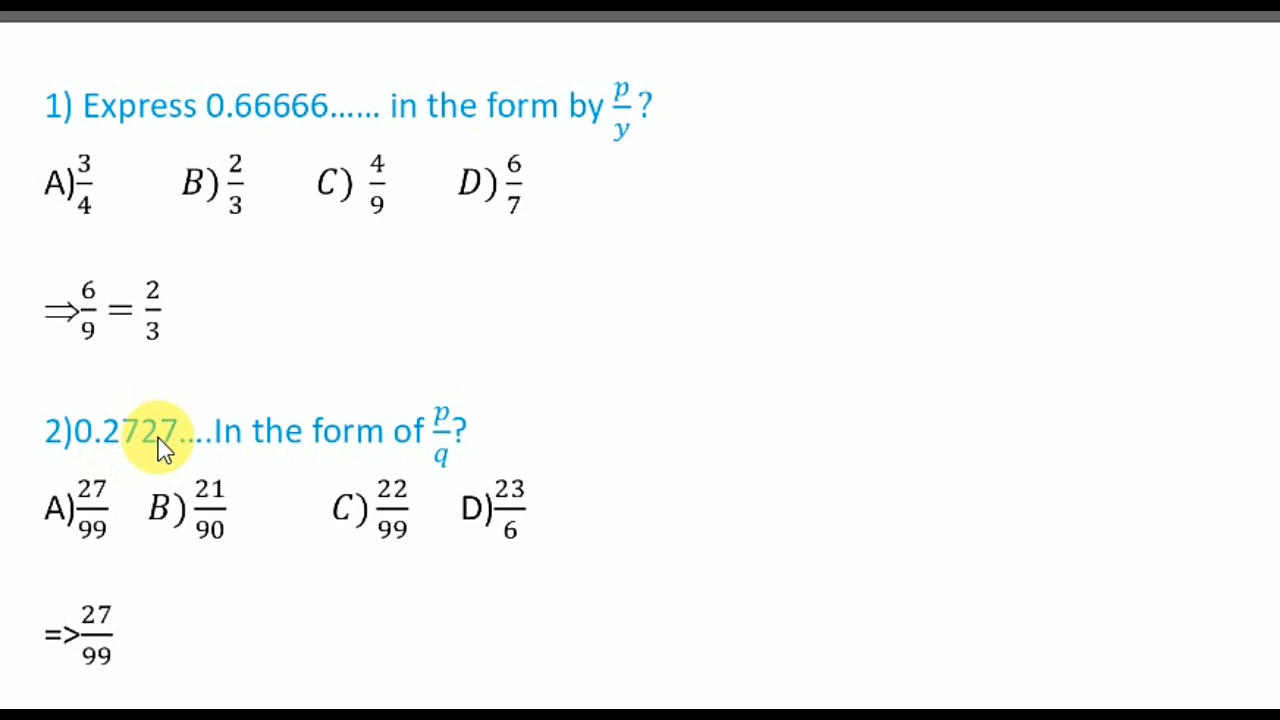 1) Express 0.66666...... in the form by p/y?
A) 3/4 B) 2/3 C) 4/9 D) 6/7
⇒ 6/9 = 2/3
2)0.2727....In the form of p/q?
A) 27/99 B) 21/90 C) 22/99 D) 23/6
=> 27/99